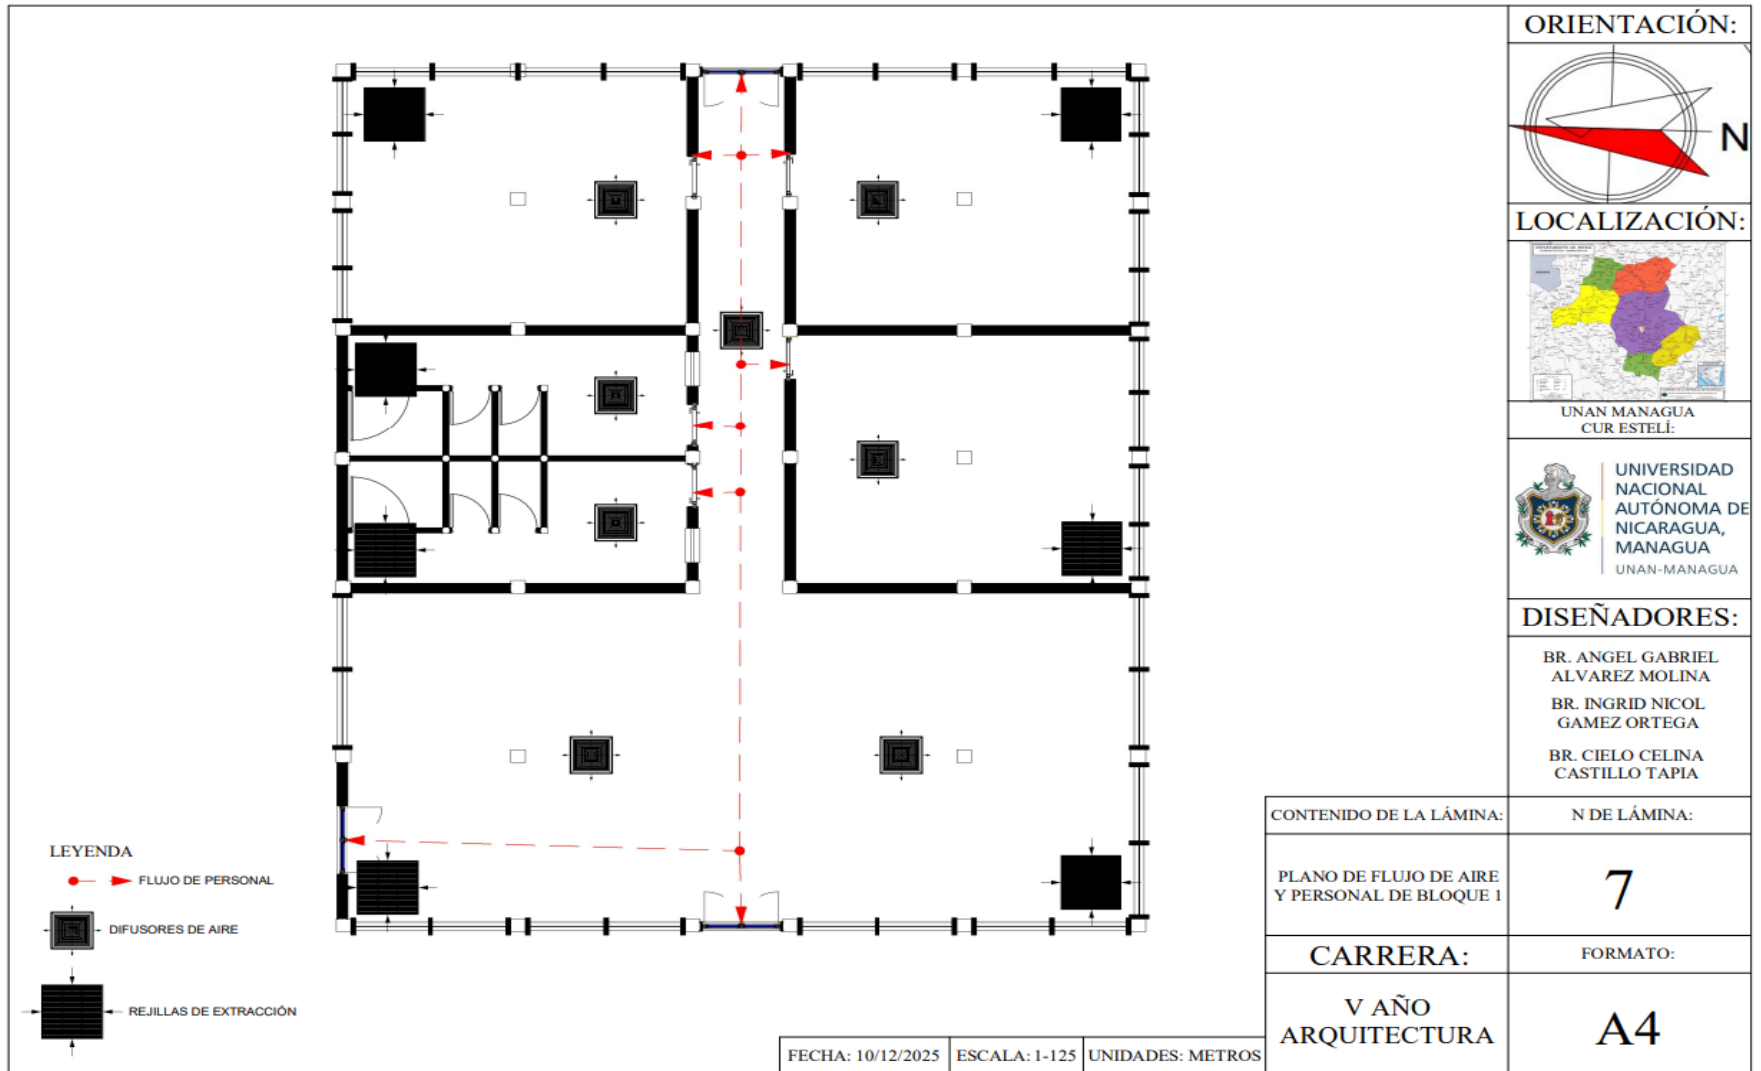 ORIENTACIÓN:
N
LOCALIZACIÓN:
UNAN MANAGUA
CUR ESTELÍ:
UNIVERSIDAD
NACIONAL
AUTÓNOMA DE
NICARAGUA,
MANAGUA
UNAN-MANAGUA
DISEÑADORES:
BR. ANGEL GABRIEL
ALVAREZ MOLINA
BR. INGRID NICOL
GAMEZ ORTEGA
BR. CIELO CELINA
CASTILLO TAPIA
CONTENIDO DE LA LÁMINA:
N DE LÁMINA:
PLANO DE FLUJO DE AIRE
Y PERSONAL DE BLOQUE 1
7
CARRERA:
FORMATO:
V AÑO
ARQUITECTURA
A4
LEYENDA
FLUJO DE PERSONAL
DIFUSORES DE AIRE
REJILLAS DE EXTRACCIÓN
FECHA: 10/12/2025
ESCALA: 1-125
UNIDADES: METROS